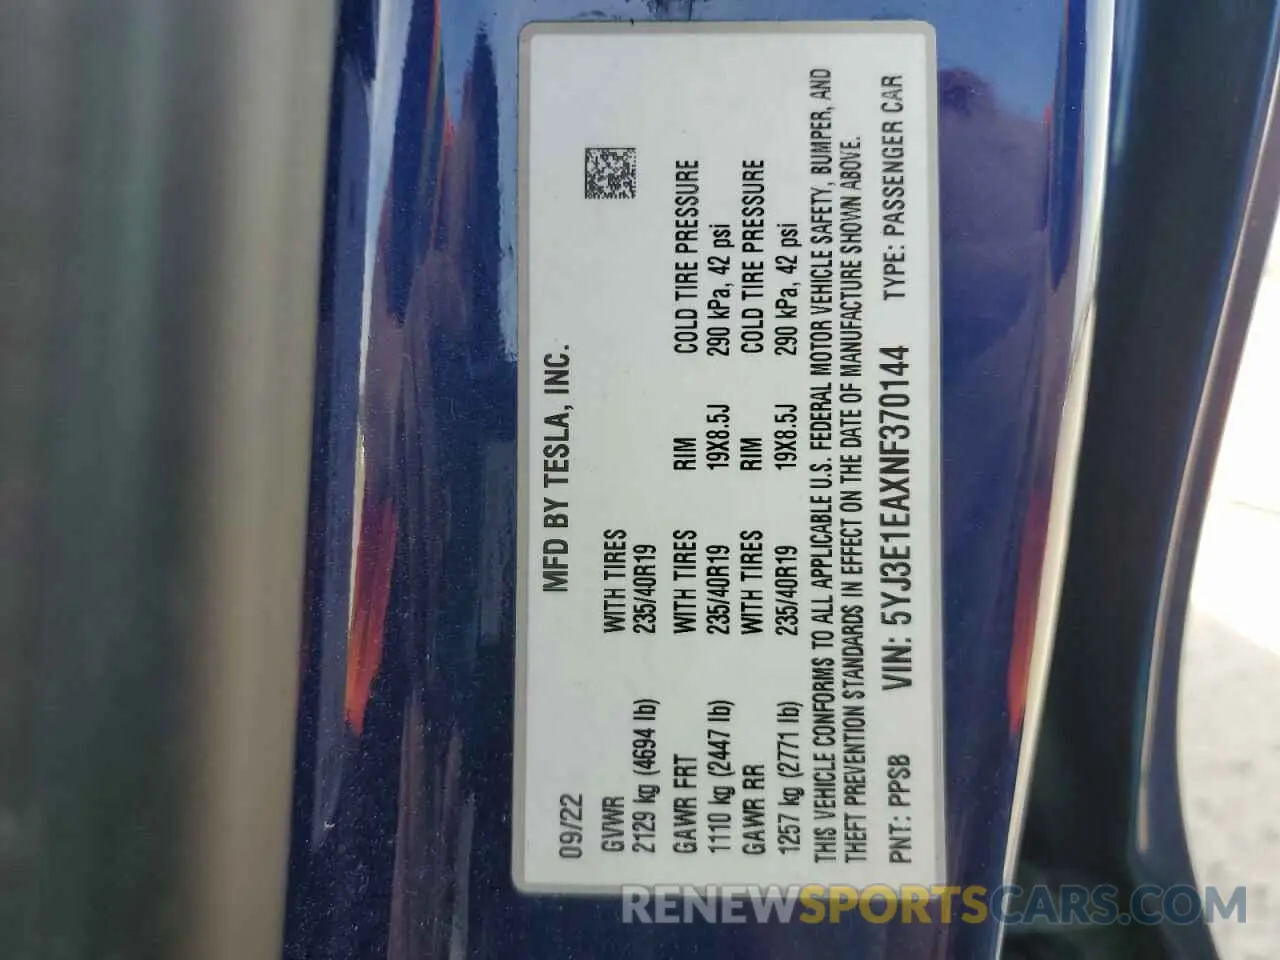 MFD BY TESLA, INC.
09/22
GVWR WITH TIRES
2129 kg (4694 lb) 235/40R19
GAWR FRT WITH TIRES RIM COLD TIRE PRESSURE
1110 kg (2447 lb) 235/40R19 19X8.5J 290 kPa, 42 psi
GAWR RR WITH TIRES RIM COLD TIRE PRESSURE
1257 kg (2771 lb) 235/40R19 19X8.5J 290 kPa, 42 psi
THIS VEHICLE CONFORMS TO ALL APPLICABLE U.S. FEDERAL MOTOR VEHICLE SAFETY, BUMPER, AND
THEFT PREVENTION STANDARDS IN EFFECT ON THE DATE OF MANUFACTURE SHOWN ABOVE.
PNT: PPSB VIN: 5YJ3E1EAXNF370144 TYPE: PASSENGER CAR
RENEWSPORTSCARS.COM